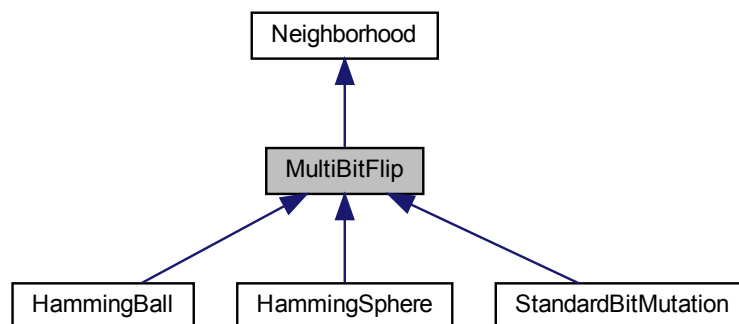 Neighborhood
MultiBitFlip
HammingBall
HammingSphere
StandardBitMutation